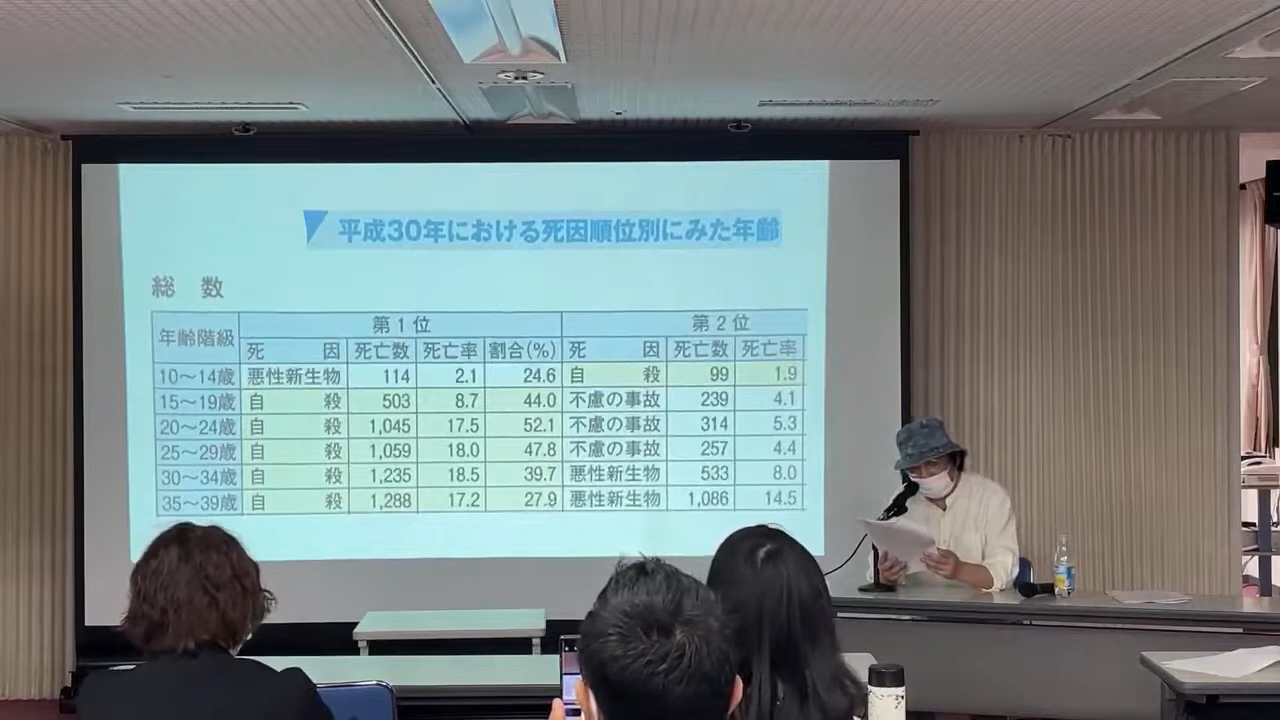 平成30年における死因順位別にみた年齢
総 数
年齢階級 第1位 第2位
死 因 死亡数 死亡率 割合(%) 死 因 死亡数 死亡率
10〜14歳 悪性新生物 114 2.1 24.6 自 殺 99 1.9
15〜19歳 自 殺 503 8.7 44.0 不慮の事故 239 4.1
20〜24歳 自 殺 1,045 17.5 52.1 不慮の事故 314 5.3
25〜29歳 自 殺 1,059 18.0 47.8 不慮の事故 257 4.4
30〜34歳 自 殺 1,235 18.5 39.7 悪性新生物 533 8.0
35〜39歳 自 殺 1,288 17.2 27.9 悪性新生物 1,086 14.5